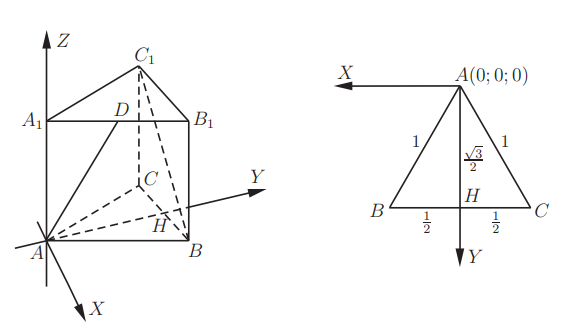 Z
C₁
A₁
D
B₁
C
Y
H
A
B
X
X
A(0; 0; 0)
1
1
√3/2
H
B
C
1/2
1/2
Y